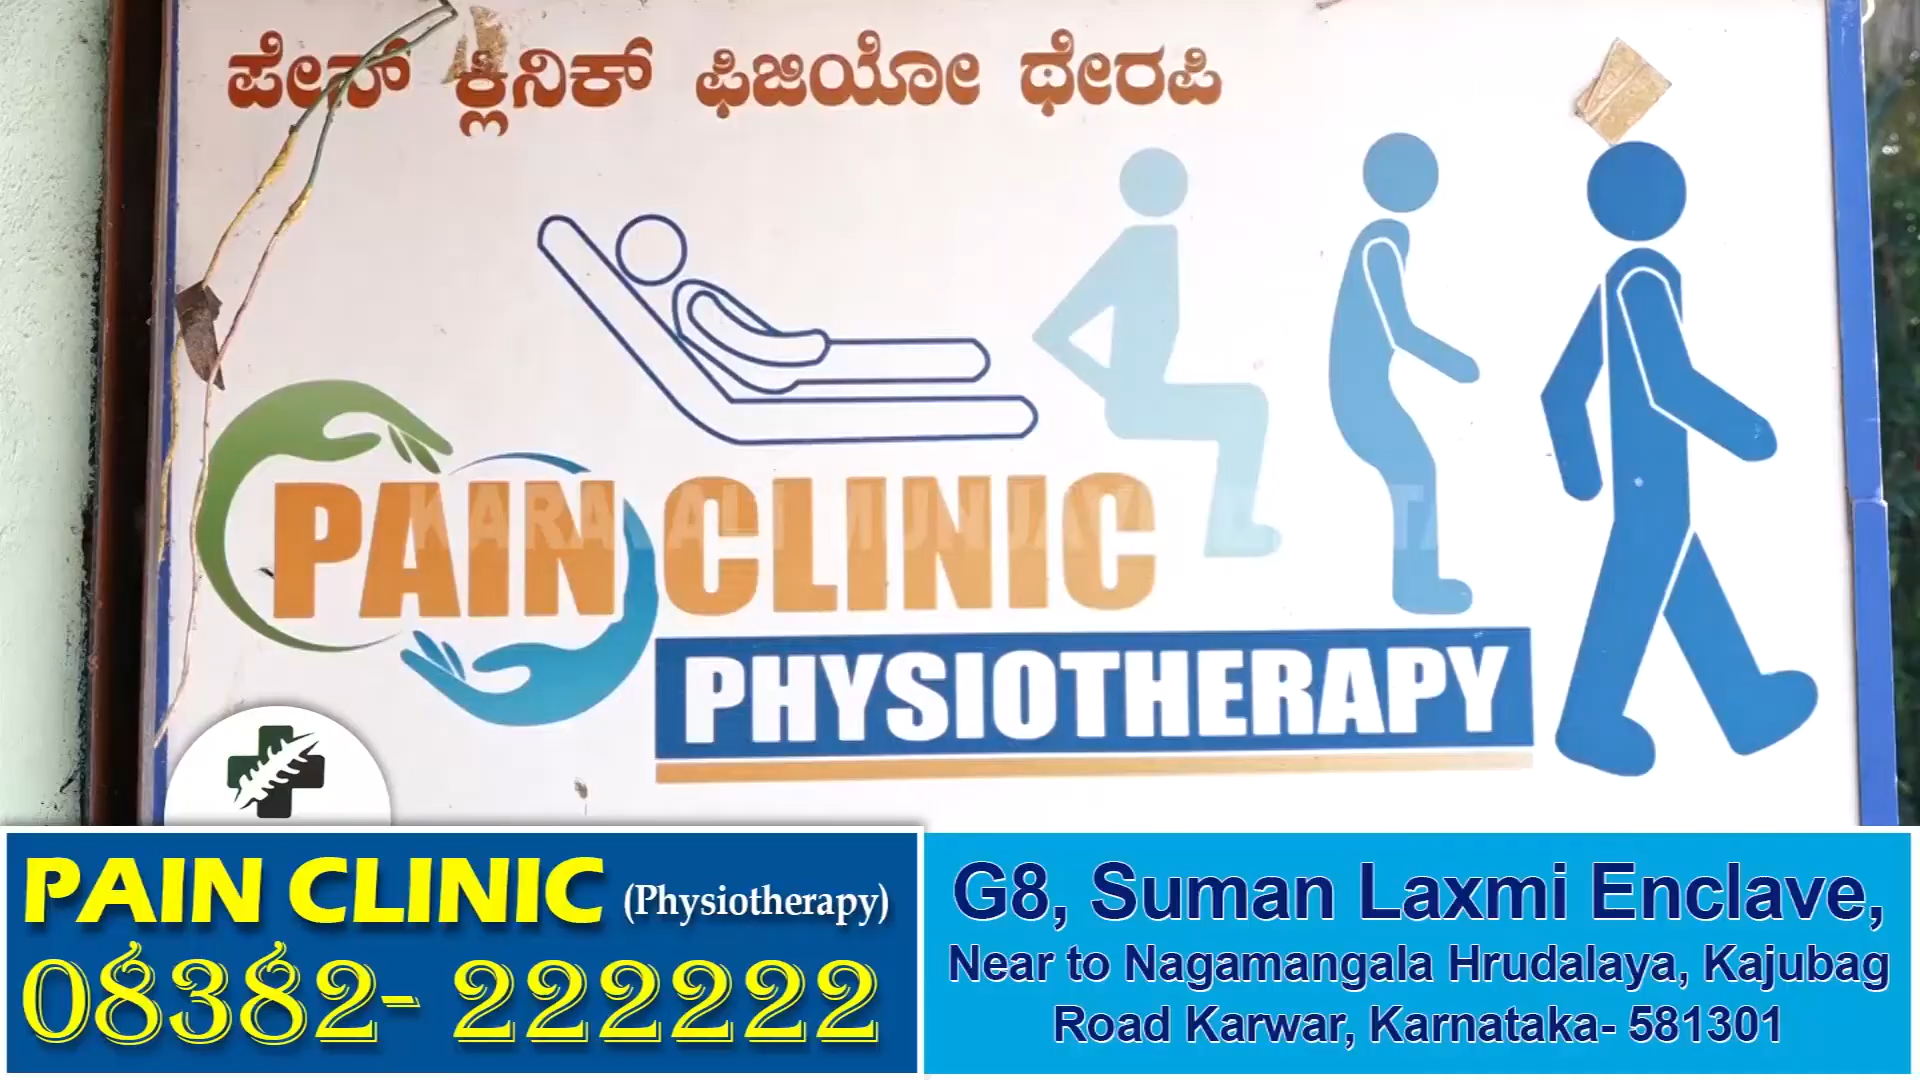 ಪೇನ್ ಕ್ಲಿನಿಕ್ ಫಿಜಿಯೋ ಥೇರಪಿ
PAIN CLINIC
PHYSIOTHERAPY
PAIN CLINIC (Physiotherapy)
08382- 222222
G8, Suman Laxmi Enclave,
Near to Nagamangala Hrudalaya, Kajubag
Road Karwar, Karnataka- 581301